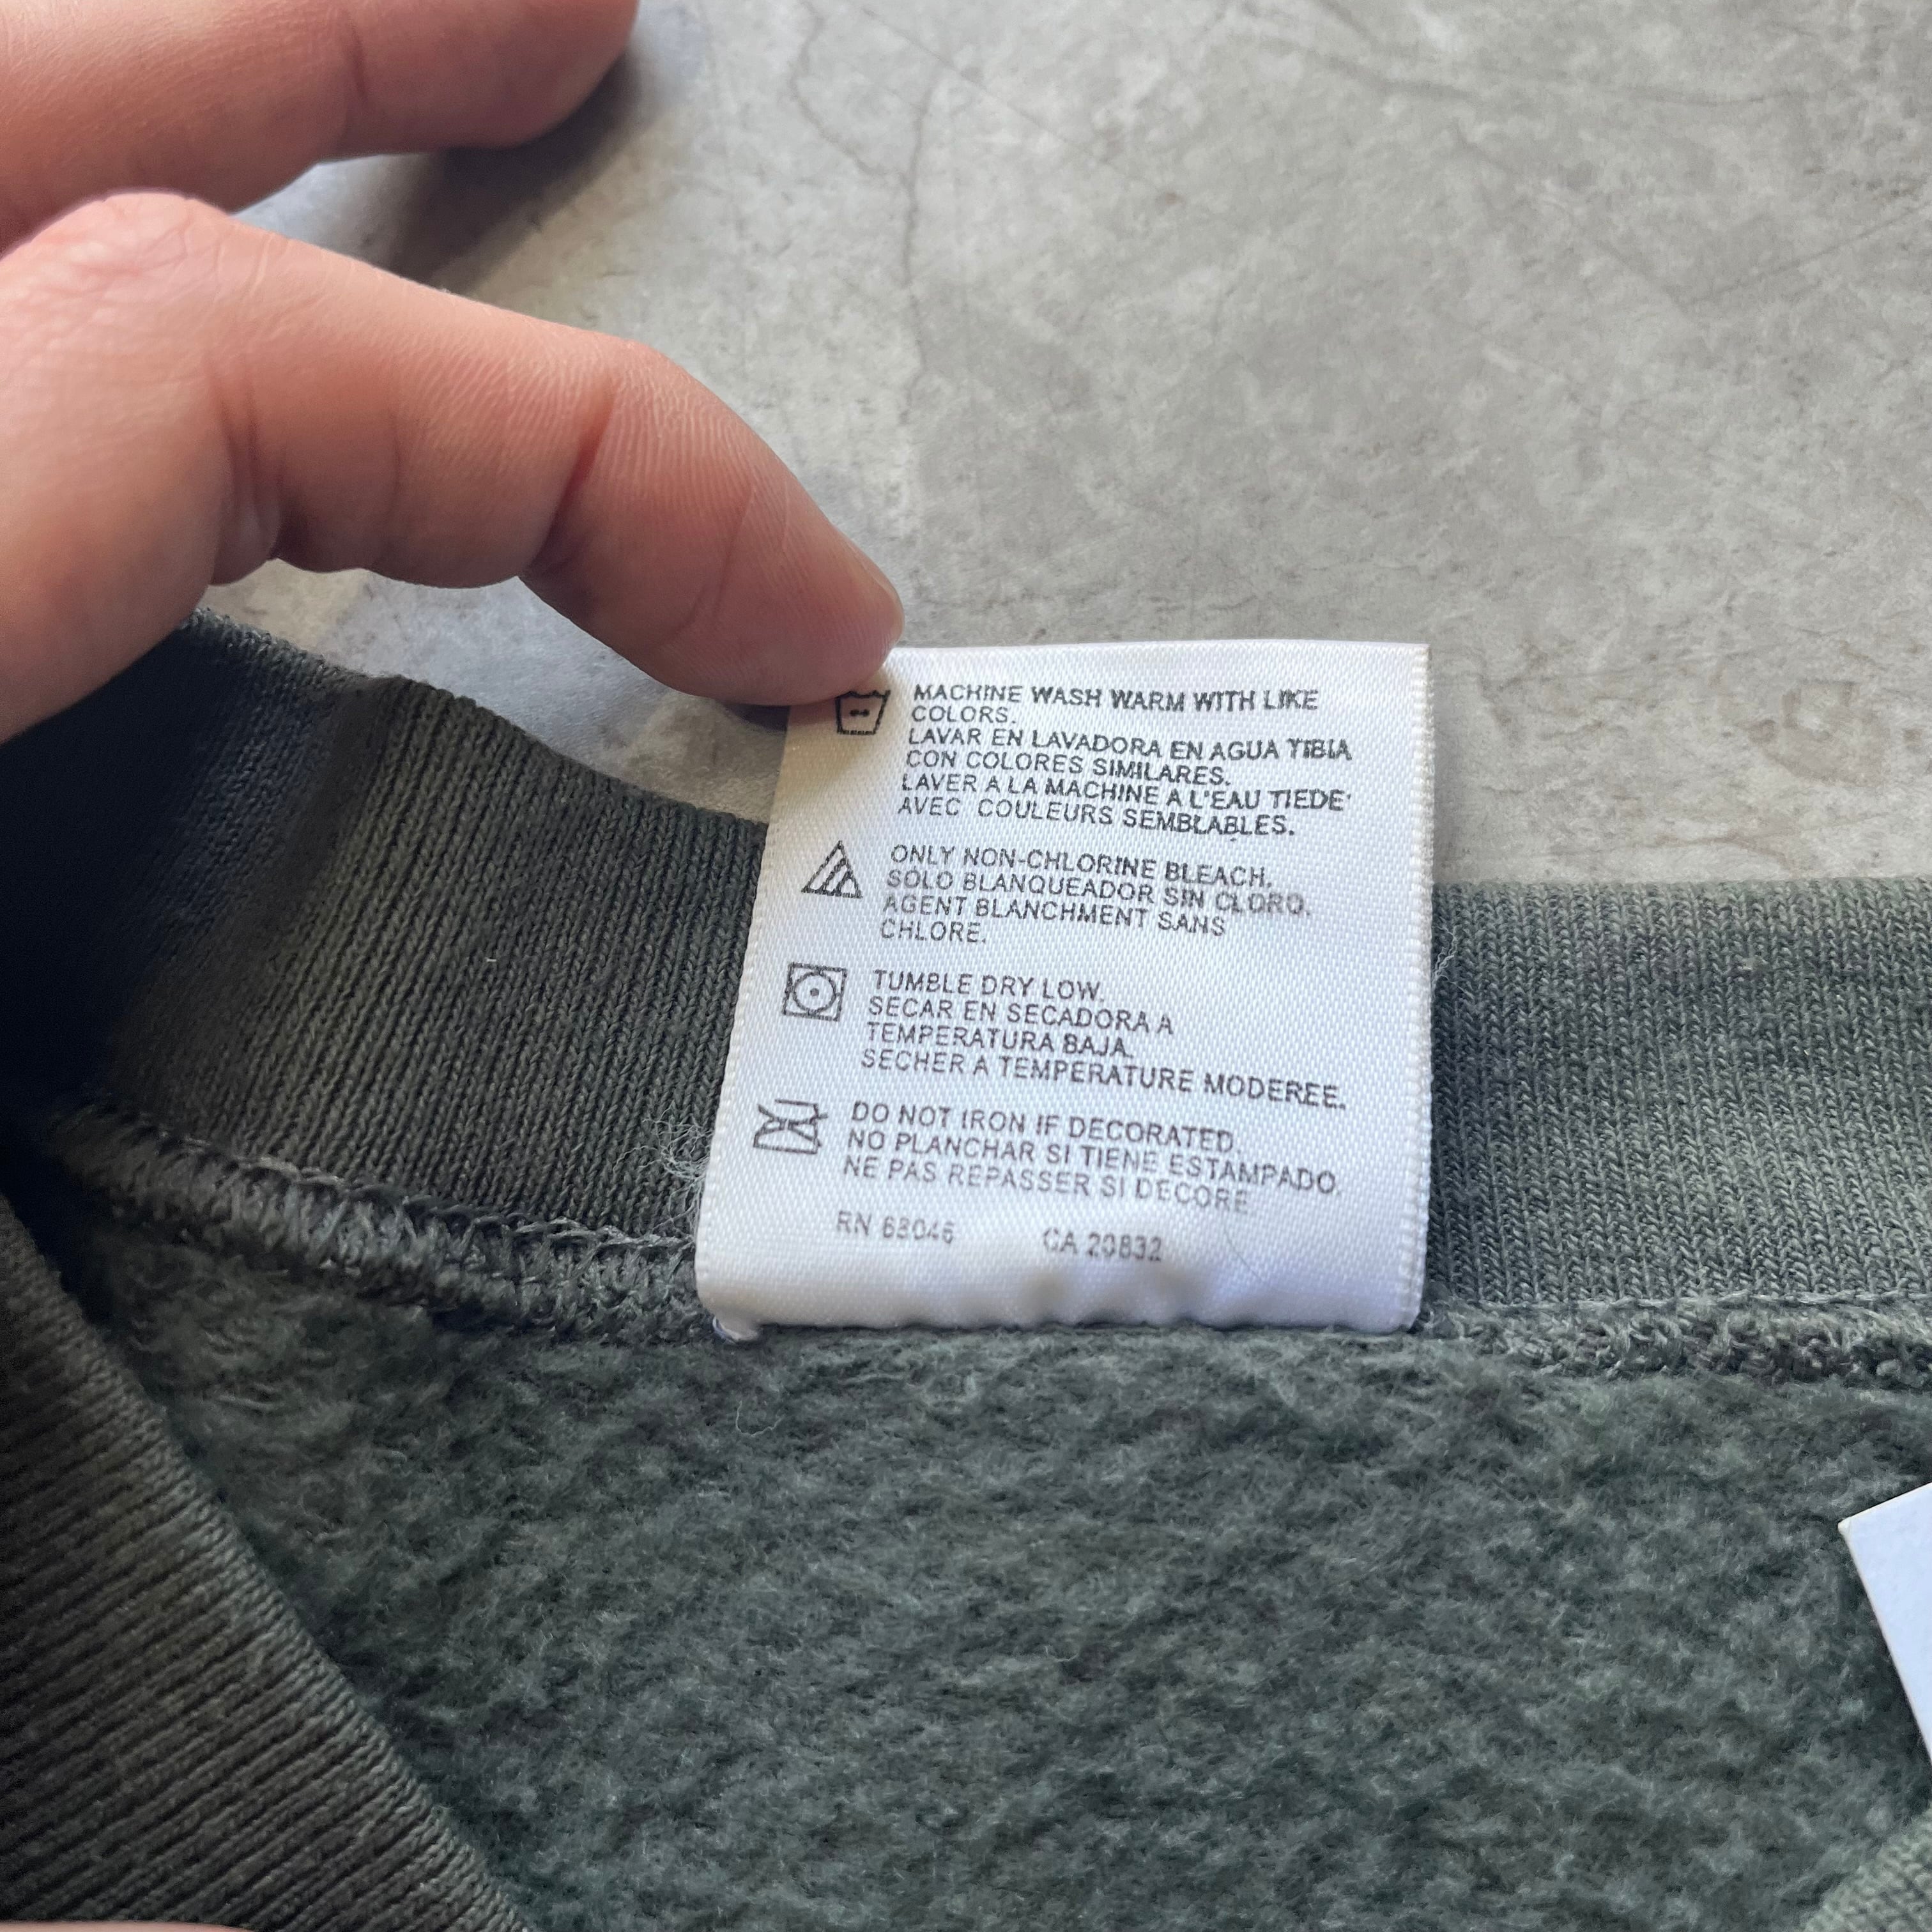 MACHINE WASH WARM WITH LIKE
COLORS.
LAVAR EN LAVADORA EN AGUA TIBIA
CON COLORES SIMILARES.
LAVER A LA MACHINE A L'EAU TIEDE
AVEC COULEURS SEMBLABLES.
ONLY NON-CHLORINE BLEACH.
SOLO BLANQUEADOR SIN CLORO.
AGENT BLANCHMENT SANS
CHLORE.
TUMBLE DRY LOW.
SECAR EN SECADORA A
TEMPERATURA BAJA.
SECHER A TEMPERATURE MODEREE.
DO NOT IRON IF DECORATED.
NO PLANCHAR SI TIENE ESTAMPADO.
NE PAS REPASSER SI DECORE.
RN 68046 CA 20832